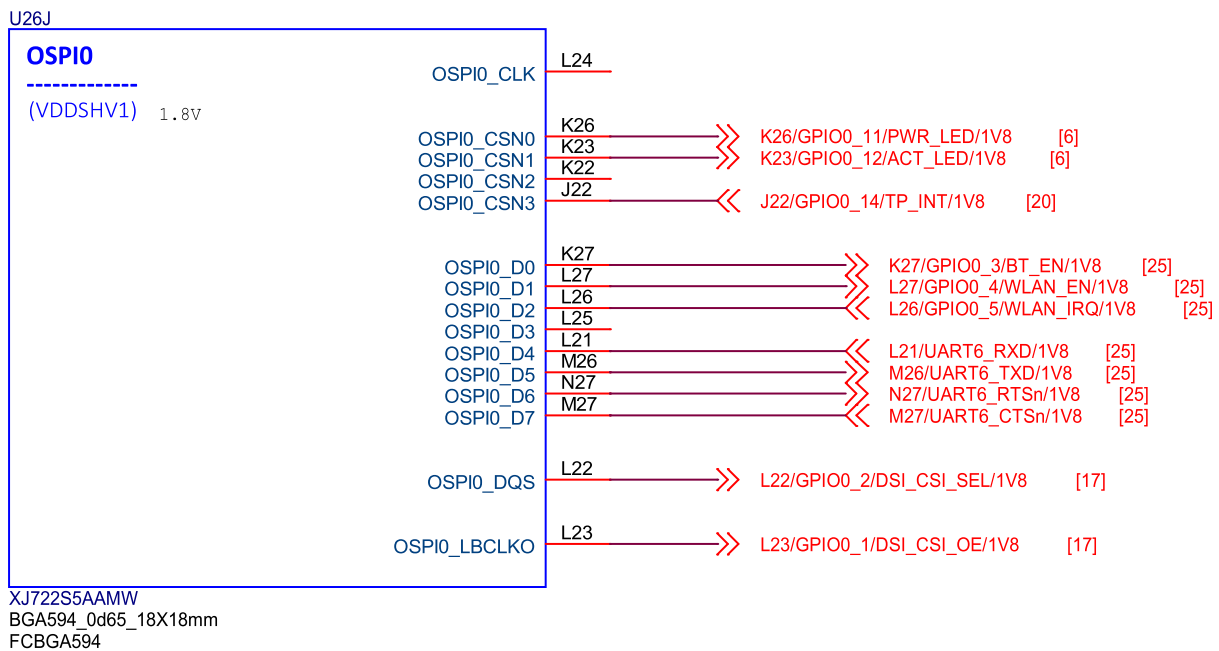 U26J
OSPI0
-------------
(VDDSHV1) 1.8V
OSPI0_CLK L24
OSPI0_CSN0 K26 K26/GPIO0_11/PWR_LED/1V8 [6]
OSPI0_CSN1 K23 K23/GPIO0_12/ACT_LED/1V8 [6]
OSPI0_CSN2 K22
OSPI0_CSN3 J22 J22/GPIO0_14/TP_INT/1V8 [20]
OSPI0_D0 K27 K27/GPIO0_3/BT_EN/1V8 [25]
OSPI0_D1 L27 L27/GPIO0_4/WLAN_EN/1V8 [25]
OSPI0_D2 L26 L26/GPIO0_5/WLAN_IRQ/1V8 [25]
OSPI0_D3 L25
OSPI0_D4 L21 L21/UART6_RXD/1V8 [25]
OSPI0_D5 M26 M26/UART6_TXD/1V8 [25]
OSPI0_D6 N27 N27/UART6_RTSn/1V8 [25]
OSPI0_D7 M27 M27/UART6_CTSn/1V8 [25]
OSPI0_DQS L22 L22/GPIO0_2/DSI_CSI_SEL/1V8 [17]
OSPI0_LBCLKO L23 L23/GPIO0_1/DSI_CSI_OE/1V8 [17]
XJ722S5AAMW
BGA594_0d65_18X18mm
FCBGA594